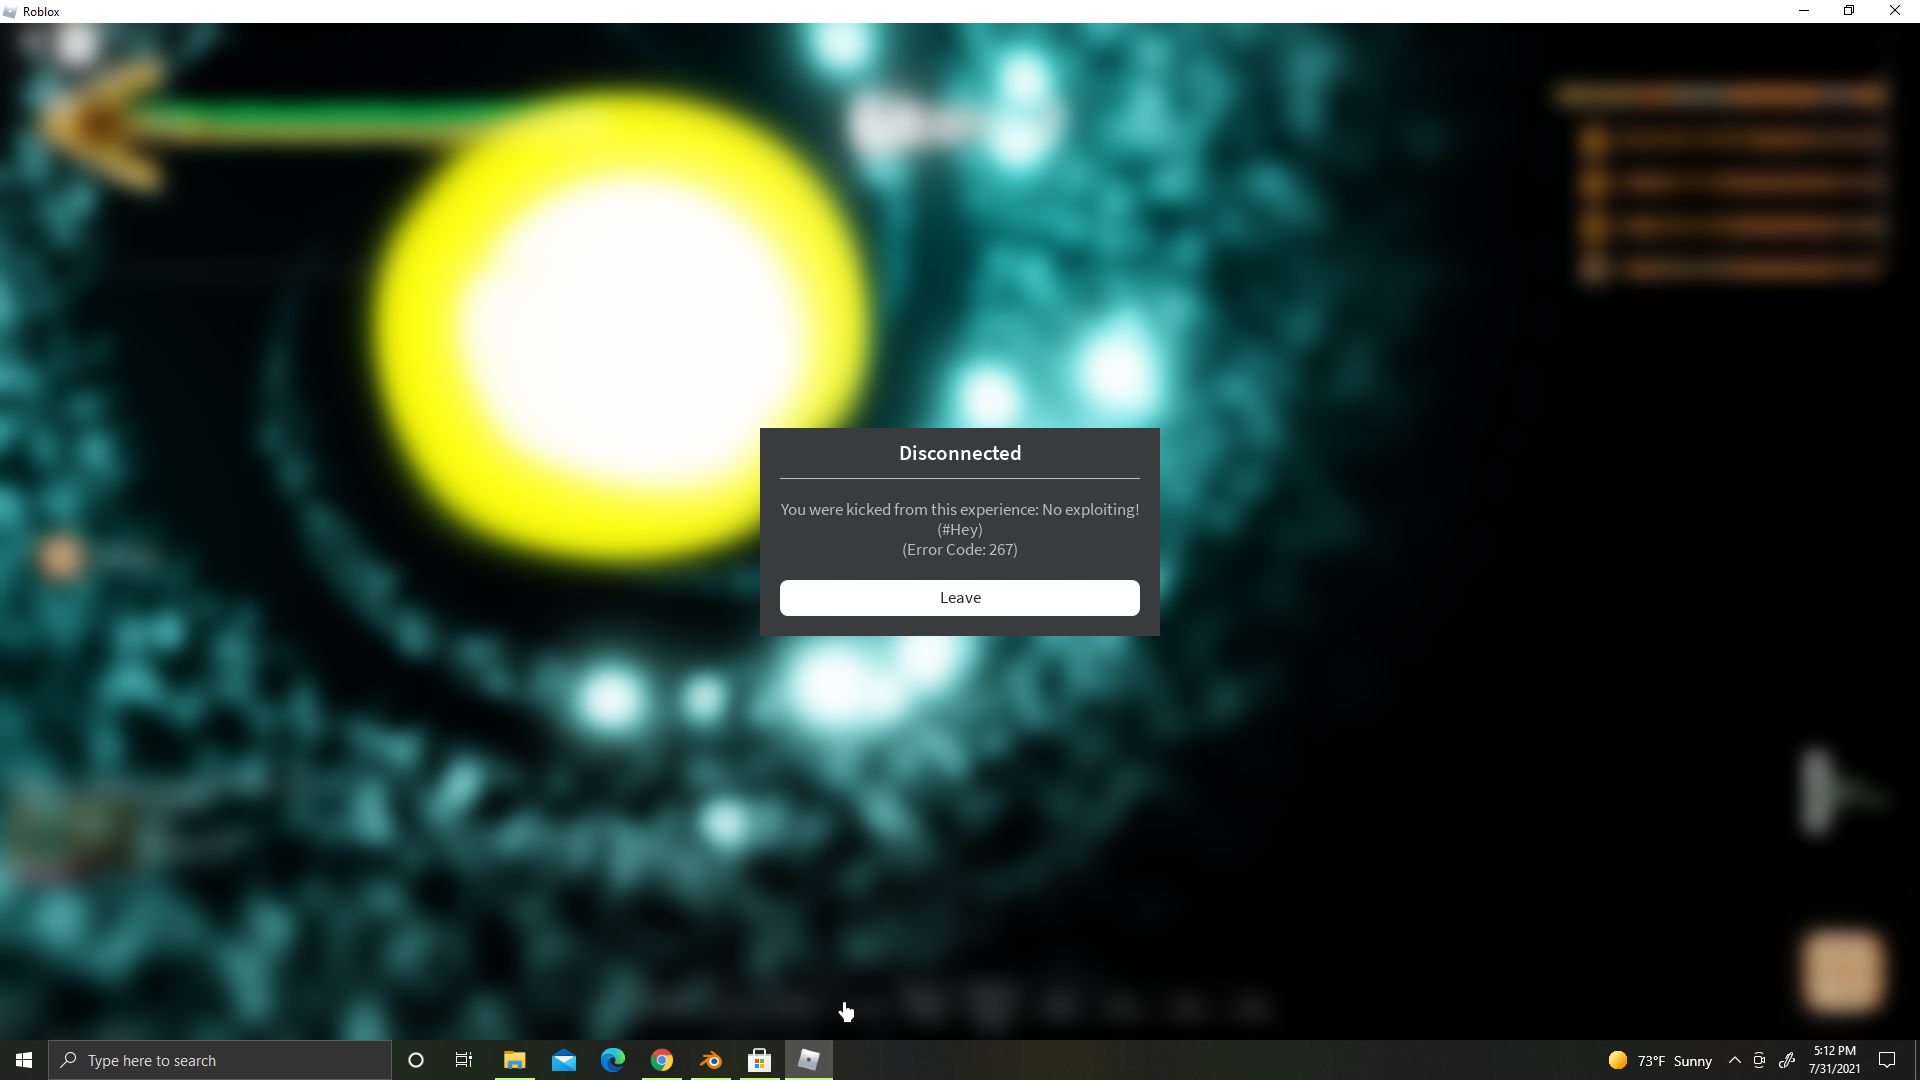 Roblox
Disconnected
You were kicked from this experience: No exploiting!
(#Hey)
(Error Code: 267)
Leave
Type here to search
73°F Sunny
5:12 PM
7/31/2021